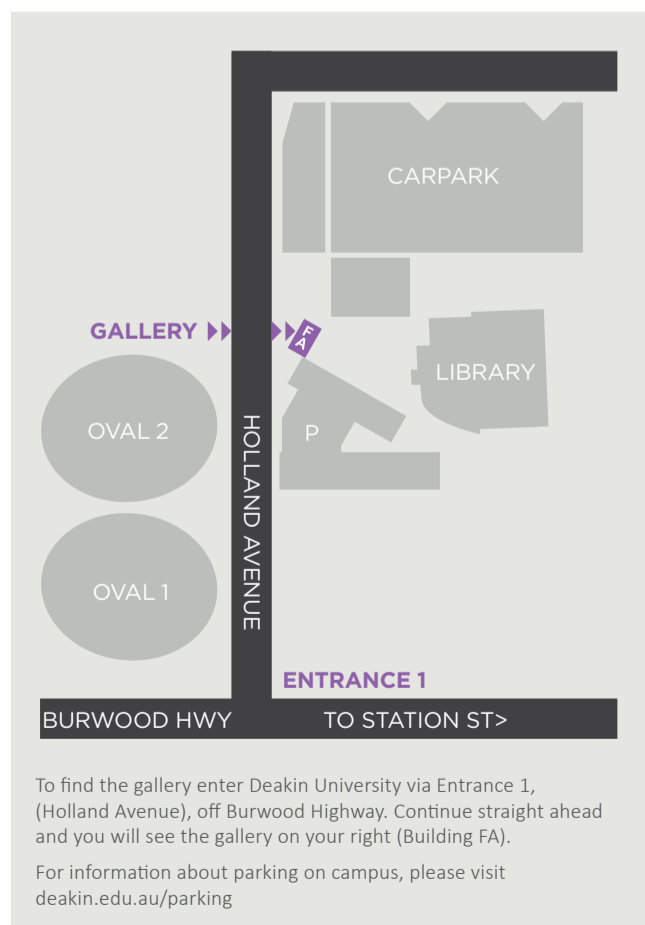 CARPARK
GALLERY
FA
LIBRARY
OVAL 2
P
HOLLAND AVENUE
OVAL 1
ENTRANCE 1
BURWOOD HWY
TO STATION ST>
To find the gallery enter Deakin University via Entrance 1,
(Holland Avenue), off Burwood Highway. Continue straight ahead
and you will see the gallery on your right (Building FA).
For information about parking on campus, please visit
deakin.edu.au/parking